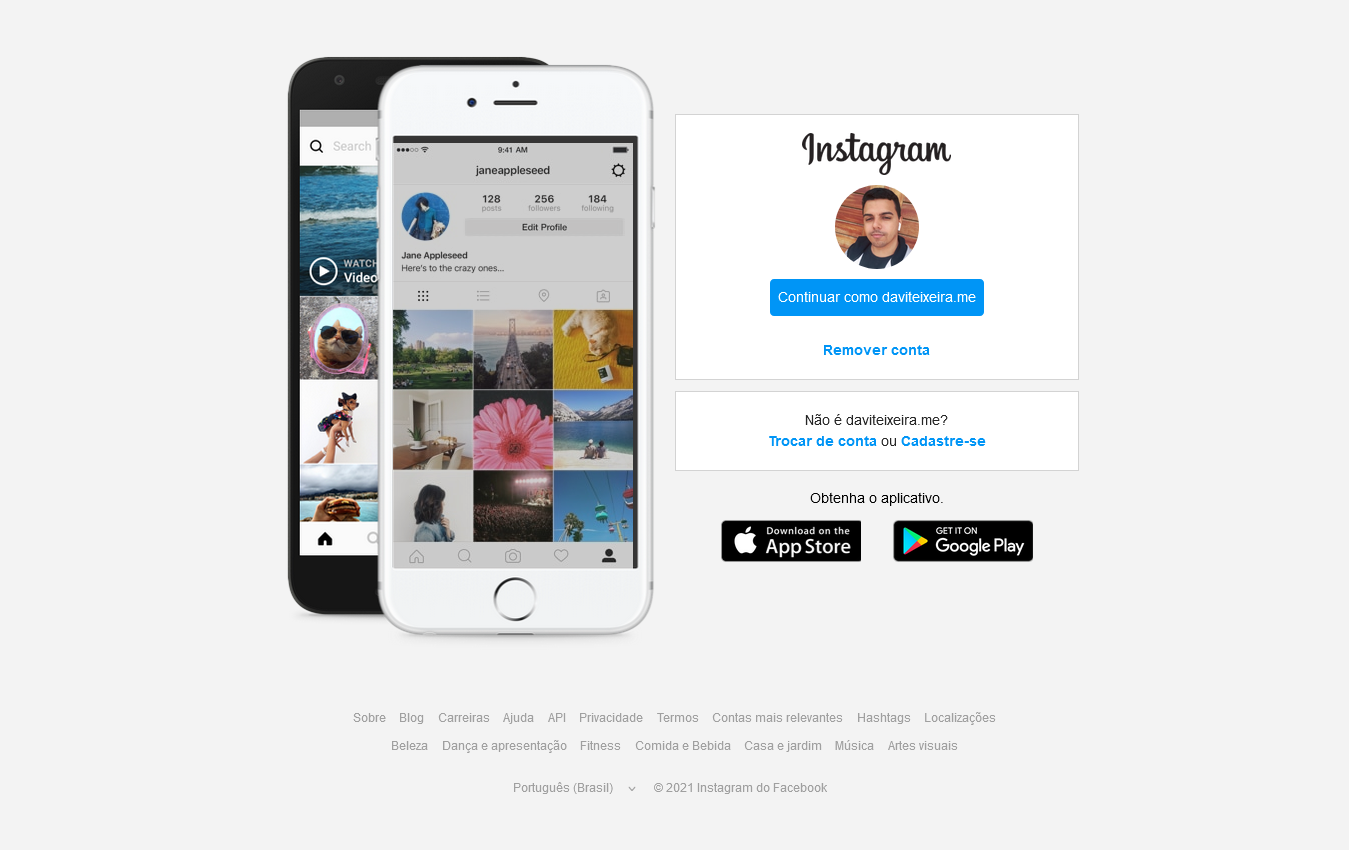 Search
WATCH
Video
9:41 AM
janeappleseed
128 256 184
posts followers following
Edit Profile
Jane Appleseed
Here's to the crazy ones...
Instagram
Continuar como daviteixeira.me
Remover conta
Não é daviteixeira.me?
Trocar de conta ou Cadastre-se
Obtenha o aplicativo.
Download on the
App Store
GET IT ON
Google Play
Sobre Blog Carreiras Ajuda API Privacidade Termos Contas mais relevantes Hashtags Localizações
Beleza Dança e apresentação Fitness Comida e Bebida Casa e jardim Música Artes visuais
Português (Brasil) © 2021 Instagram do Facebook